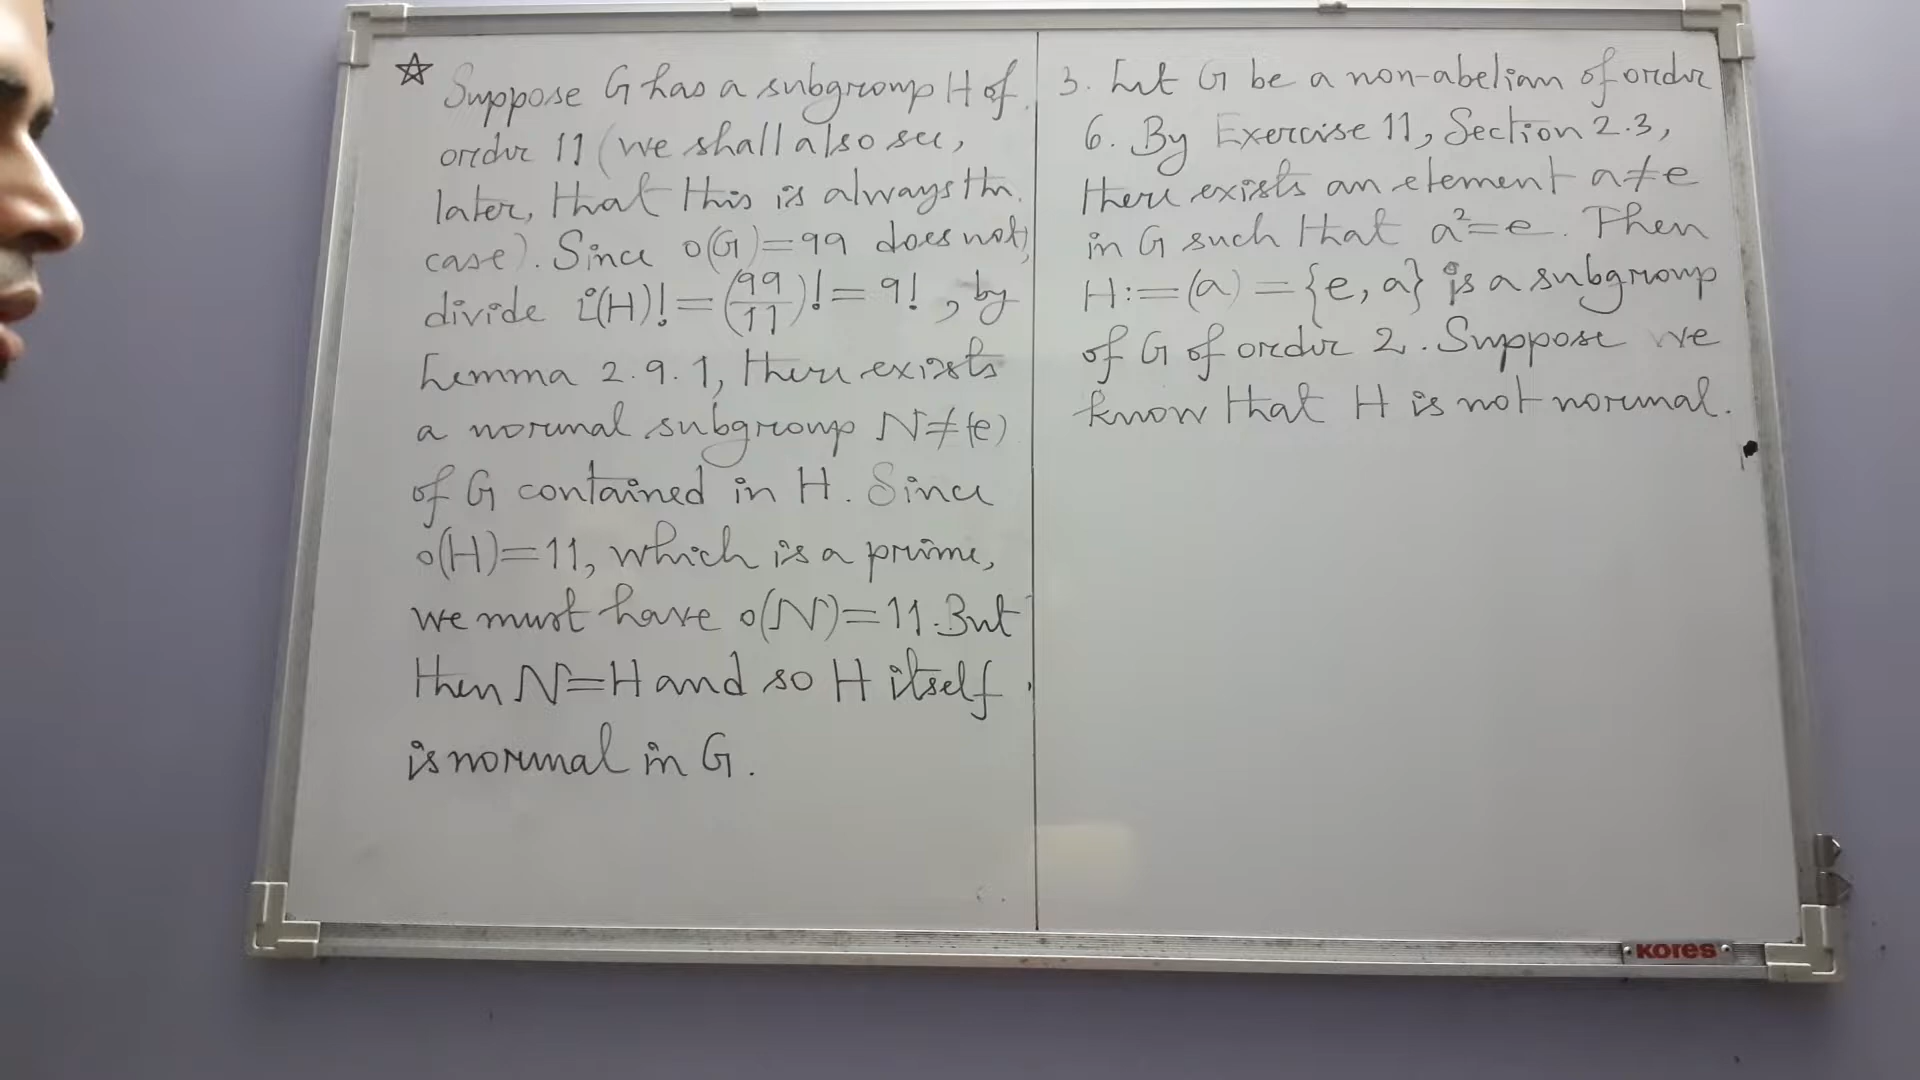 ☆ Suppose G has a subgroup H of
order 11 (we shall also see,
later, that this is always the
case). Since o(G)=99 does not
divide i(H)!=(99/11)!=9!, by
Lemma 2.9.1, there exists
a normal subgroup N≠(e)
of G contained in H. Since
o(H)=11, which is a prime,
we must have o(N)=11. But
then N=H and so H itself
is normal in G.
3. Let G be a non-abelian of order
6. By Exercise 11, Section 2.3,
there exists an element a≠e
in G such that a²=e. Then
H:=(a)={e, a} is a subgroup
of G of order 2. Suppose we
know that H is not normal.
KORES